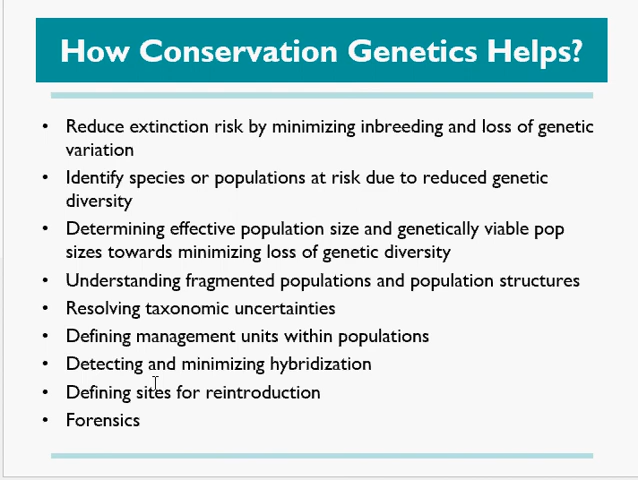 How Conservation Genetics Helps?
• Reduce extinction risk by minimizing inbreeding and loss of genetic
variation
• Identify species or populations at risk due to reduced genetic
diversity
• Determining effective population size and genetically viable pop
sizes towards minimizing loss of genetic diversity
• Understanding fragmented populations and population structures
• Resolving taxonomic uncertainties
• Defining management units within populations
• Detecting and minimizing hybridization
• Defining sites for reintroduction
• Forensics